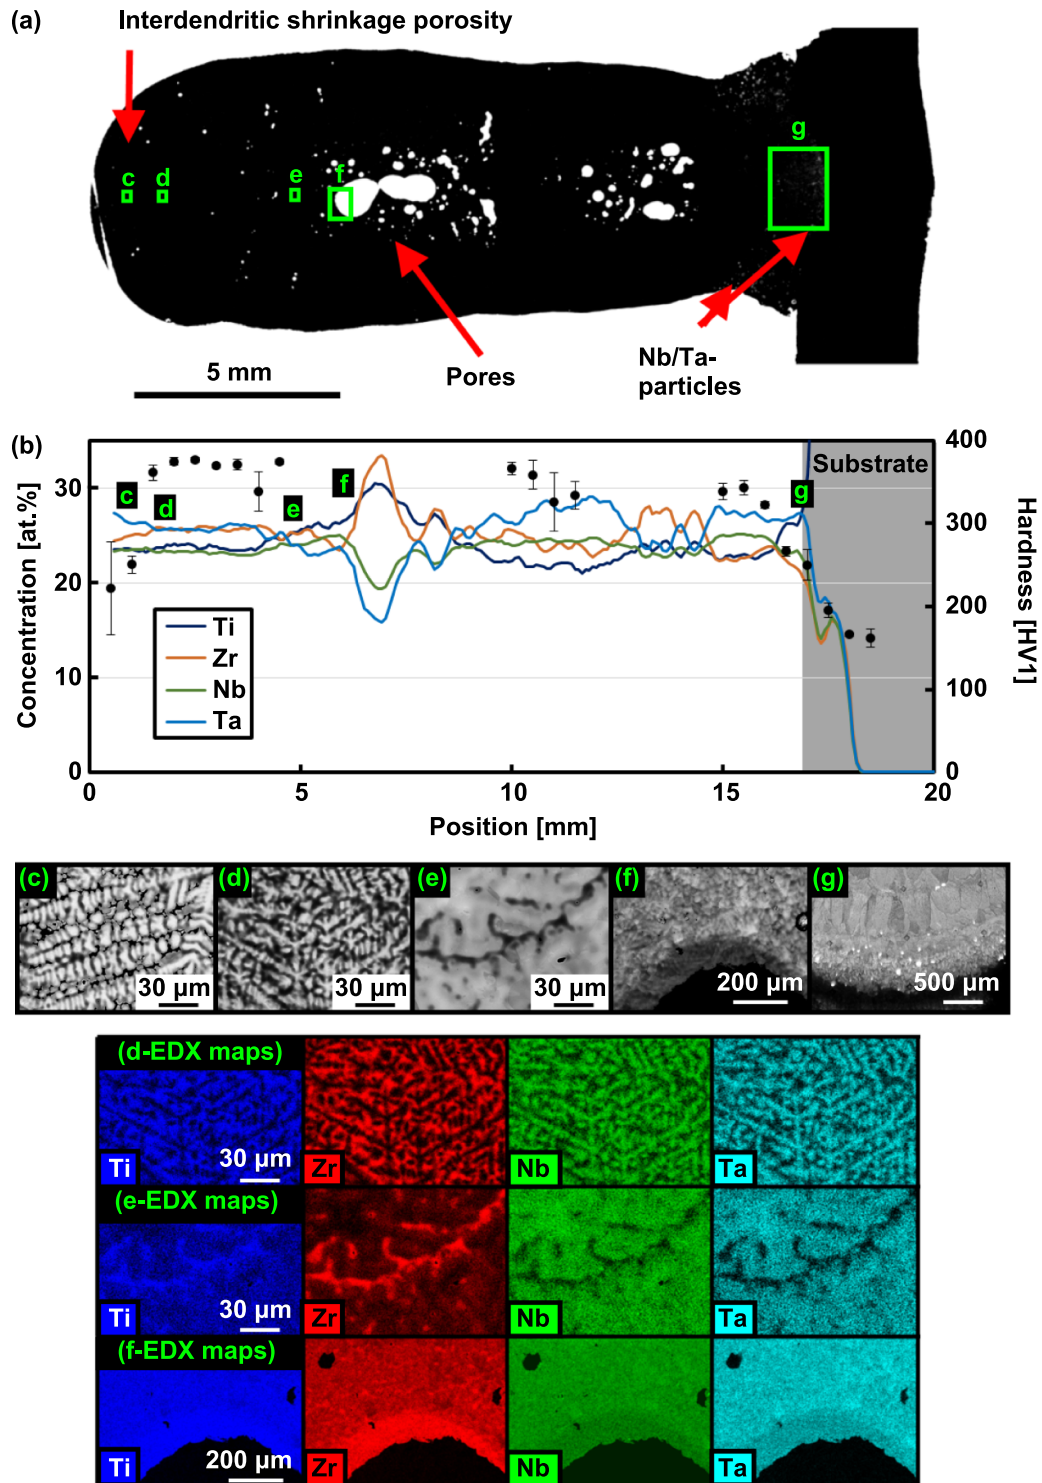 (a)
Interdendritic shrinkage porosity
c
d
e
f
g
5 mm
Pores
Nb/Ta-
particles
(b)
Concentration [at.%]
30
20
10
0
c
d
e
f
g
Substrate
400
300
200
100
0
Hardness [HV1]
Ti
Zr
Nb
Ta
0
5
10
15
20
Position [mm]
(c)
30 µm
(d)
30 µm
(e)
30 µm
(f)
200 µm
(g)
500 µm
(d-EDX maps)
Ti
30 µm
Zr
Nb
Ta
(e-EDX maps)
Ti
30 µm
Zr
Nb
Ta
(f-EDX maps)
Ti
200 µm
Zr
Nb
Ta